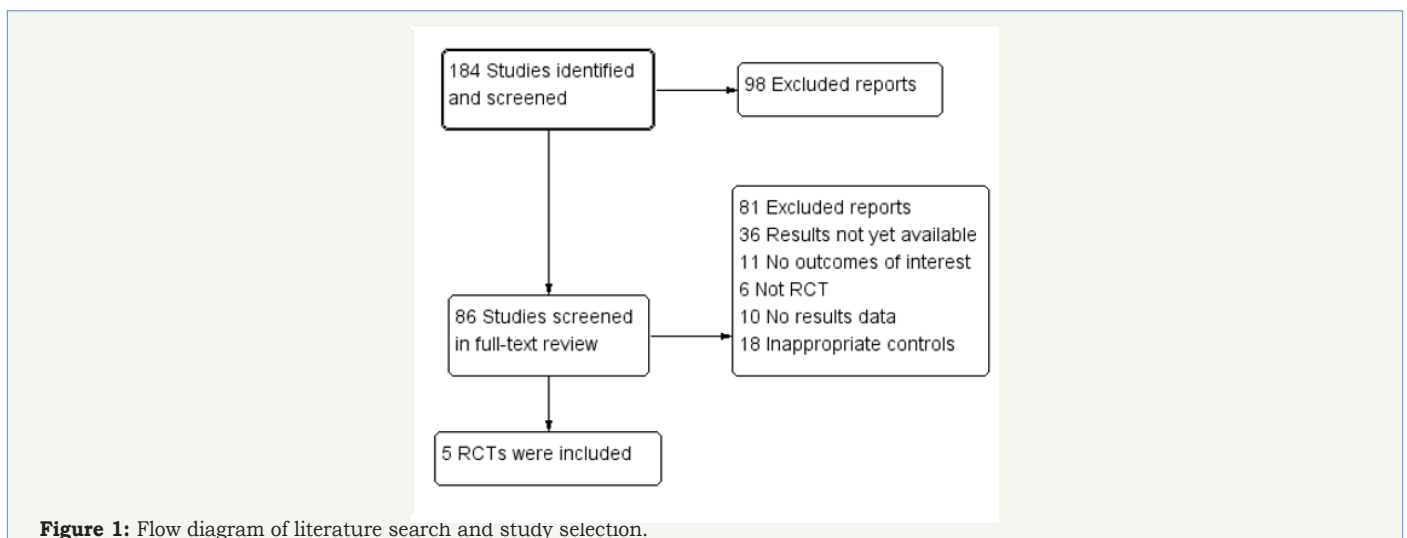 184 Studies identified
and screened
98 Excluded reports
81 Excluded reports
36 Results not yet available
11 No outcomes of interest
6 Not RCT
10 No results data
18 Inappropriate controls
86 Studies screened
in full-text review
5 RCTs were included
Figure 1: Flow diagram of literature search and study selection.